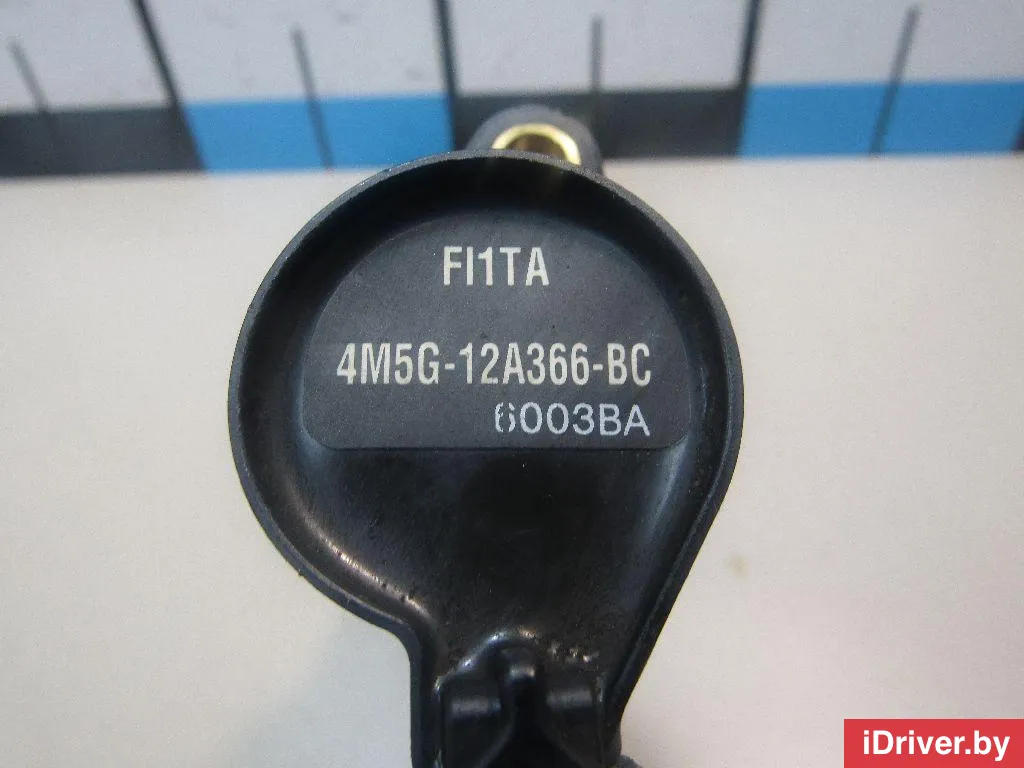 FI1TA
4M5G-12A366-BC
6003BA
iDriver.by